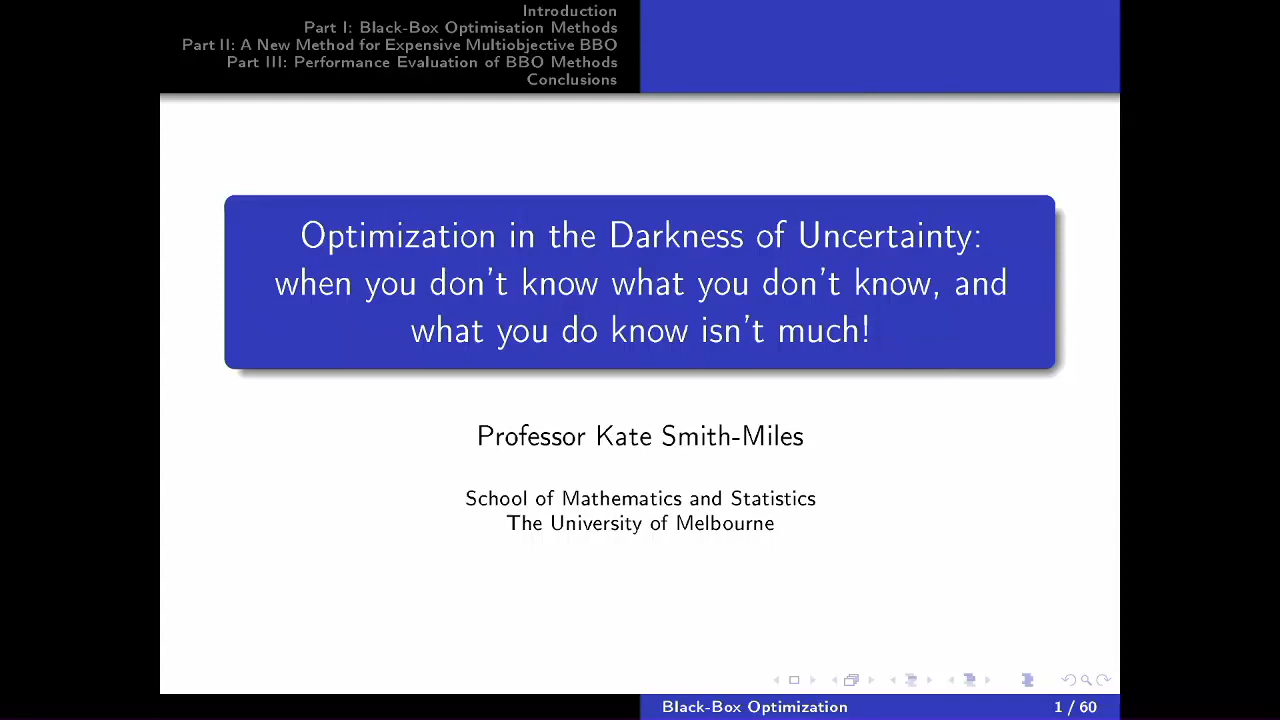 Introduction
Part I: Black-Box Optimisation Methods
Part II: A New Method for Expensive Multiobjective BBO
Part III: Performance Evaluation of BBO Methods
Conclusions
Optimization in the Darkness of Uncertainty:
when you don't know what you don't know, and
what you do know isn't much!
Professor Kate Smith-Miles
School of Mathematics and Statistics
The University of Melbourne
Black-Box Optimization
1 / 60